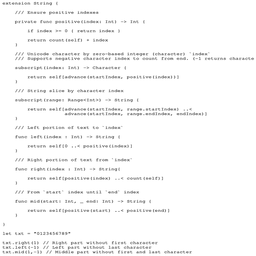 extension String {
/// Ensure positive indexes
private func positive(index: Int) -> Int {
if index >= 0 { return index }
return count(self) + index
}
/// Unicode character by zero-based integer (character) `index`
/// Supports negative character index to count from end. (-1 returns characte
subscript(index: Int) -> Character {
return self[advance(startIndex, positive(index))]
}
/// String slice by character index
subscript(range: Range<Int>) -> String {
return self[advance(startIndex, range.startIndex) ..<
advance(startIndex, range.endIndex, endIndex)]
}
/// Left portion of text to `index`
func left(index : Int) -> String {
return self[0 ..< positive(index)]
}
/// Right portion of text from `index`
func right(index : Int) -> String{
return self[positive(index) ..< count(self)]
}
/// From `start` index until `end` index
func mid(start: Int, _ end: Int) -> String {
return self[positive(start) ..< positive(end)]
}
}
let txt = "0123456789"
txt.right(1) // Right part without first character
txt.left(-1) // Left part without last character
txt.mid(1,-1) // Middle part without first and last character